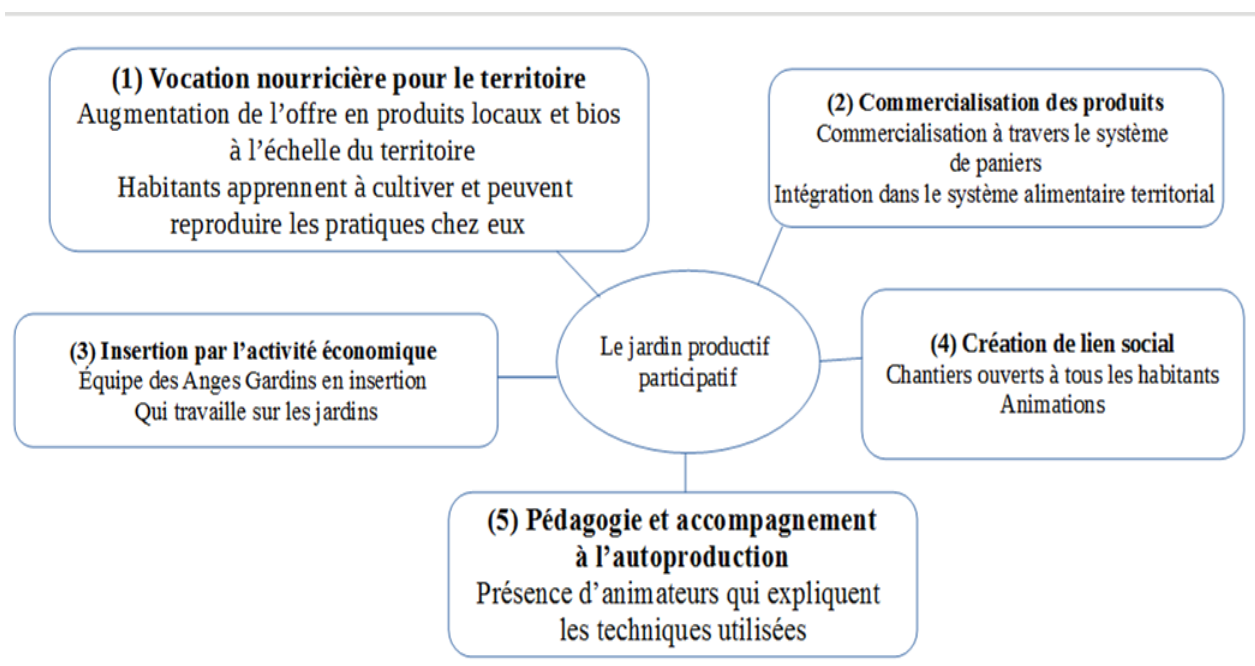 (1) Vocation nourricière pour le territoire
Augmentation de l’offre en produits locaux et bios
à l’échelle du territoire
Habitants apprennent à cultiver et peuvent
reproduire les pratiques chez eux
(2) Commercialisation des produits
Commercialisation à travers le système
de paniers
Intégration dans le système alimentaire territorial
(3) Insertion par l’activité économique
Équipe des Anges Gardins en insertion
Qui travaille sur les jardins
Le jardin productif
participatif
(4) Création de lien social
Chantiers ouverts à tous les habitants
Animations
(5) Pédagogie et accompagnement
à l’autoproduction
Présence d’animateurs qui expliquent
les techniques utilisées